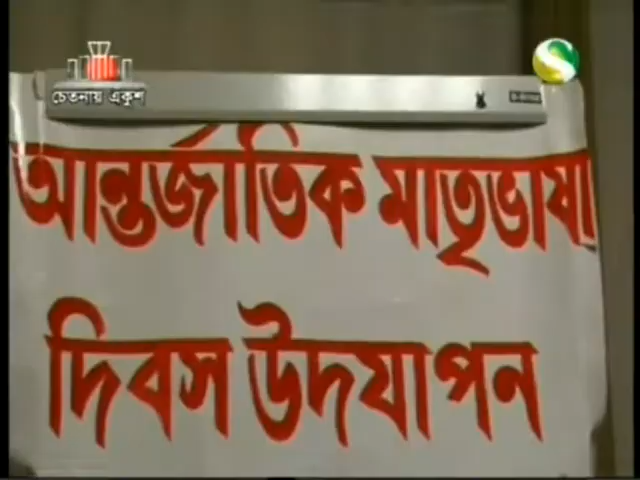 চেতনায় একুশ
আন্তর্জাতিক মাতৃভাষা
দিবস উদযাপন